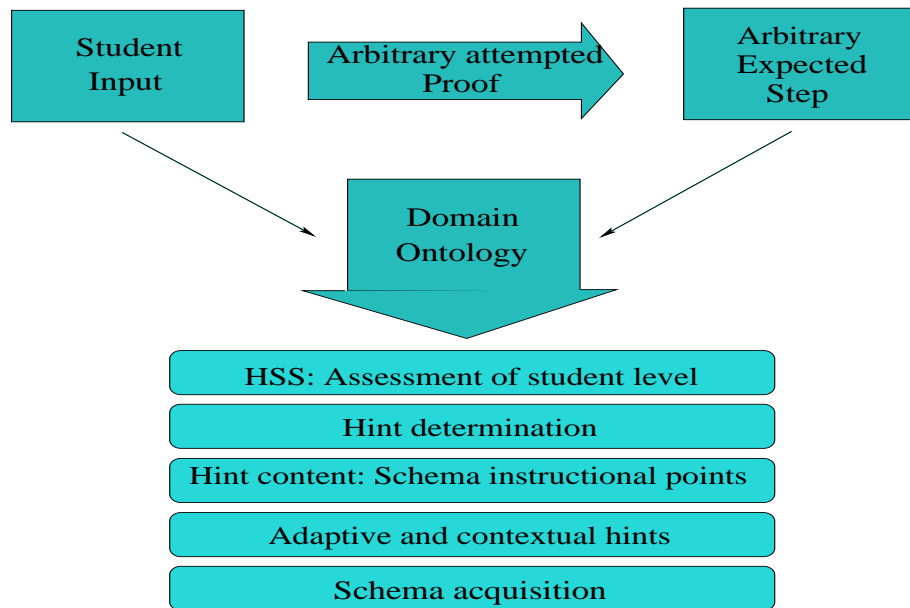 Student
Input
Arbitrary attempted
Proof
Arbitrary
Expected
Step
Domain
Ontology
HSS: Assessment of student level
Hint determination
Hint content: Schema instructional points
Adaptive and contextual hints
Schema acquisition